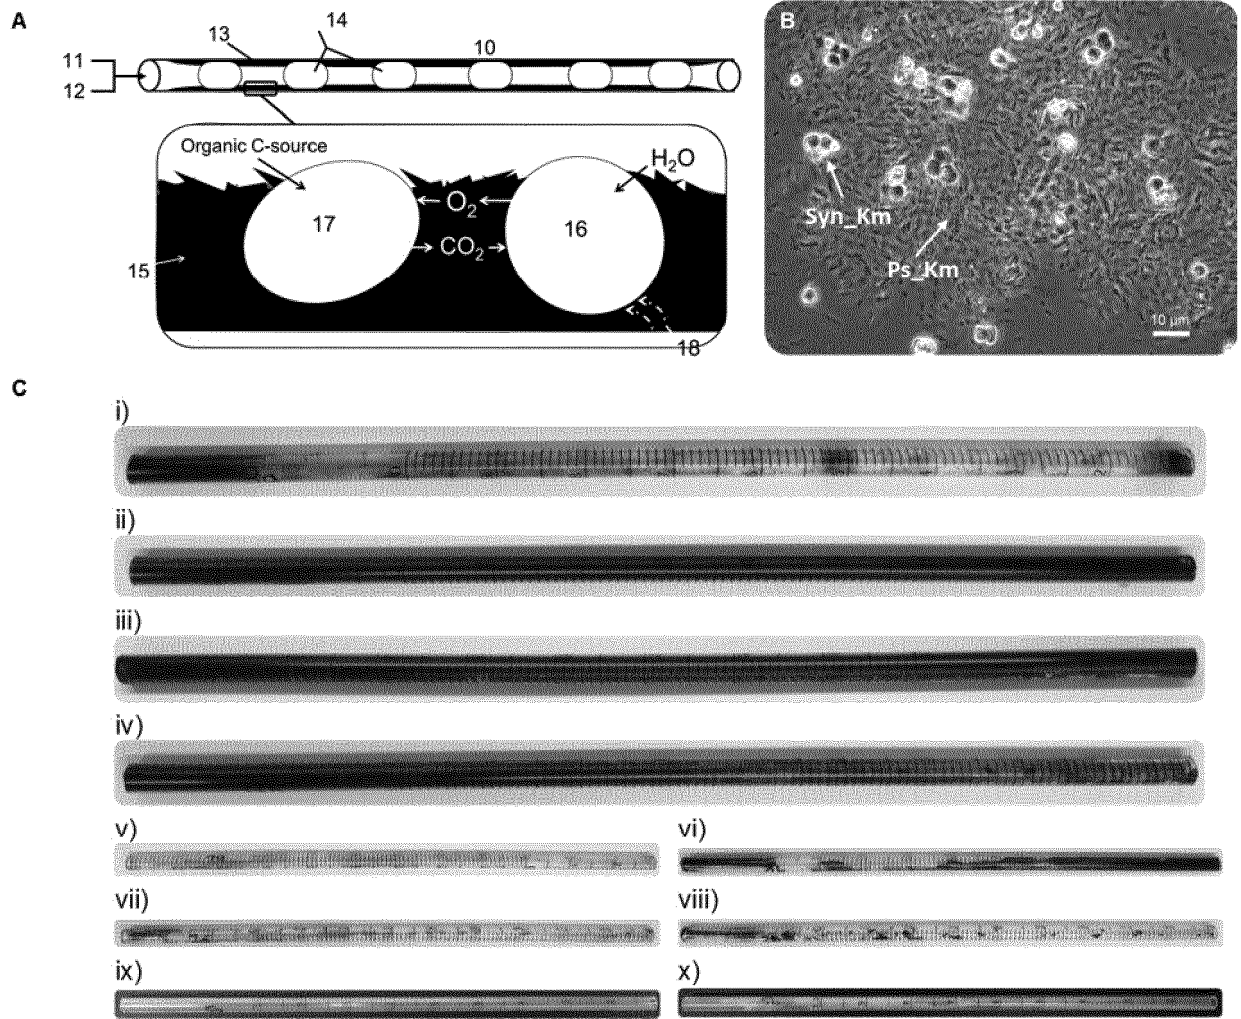 A
11
12
13
14
10
Organic C-source
H2O
O2
CO2
17
16
15
18
B
Syn_Km
Ps_Km
10 µm
C
i)
ii)
iii)
iv)
v)
vi)
vii)
viii)
ix)
x)